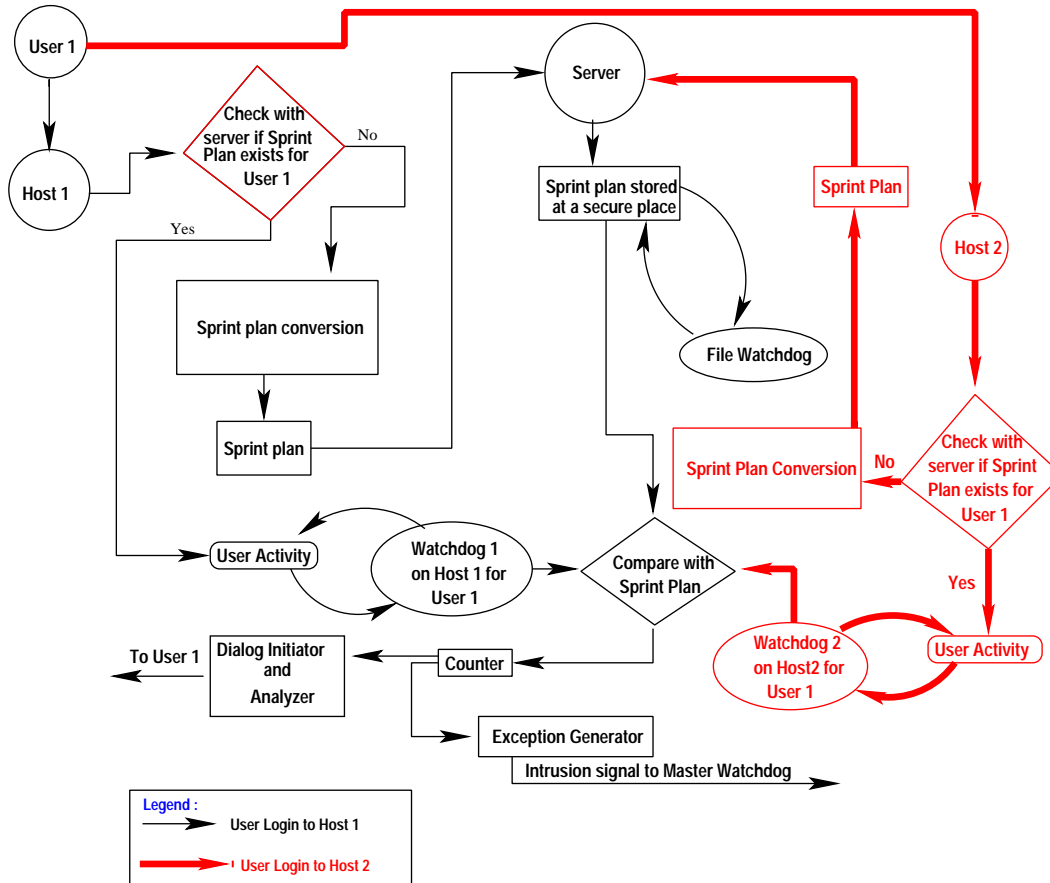 User 1
Server
Check with
server if Sprint
Plan exists for
User 1
No
Host 1
Sprint plan stored
at a secure place
Sprint Plan
Yes
Host 2
Sprint plan conversion
File Watchdog
Sprint plan
Sprint Plan Conversion
No
Check with
server if Sprint
Plan exists for
User 1
User Activity
Watchdog 1
on Host 1 for
User 1
Compare with
Sprint Plan
Yes
Watchdog 2
on Host2 for
User 1
User Activity
To User 1
Dialog Initiator
and
Analyzer
Counter
Exception Generator
Intrusion signal to Master Watchdog
Legend :
User Login to Host 1
User Login to Host 2